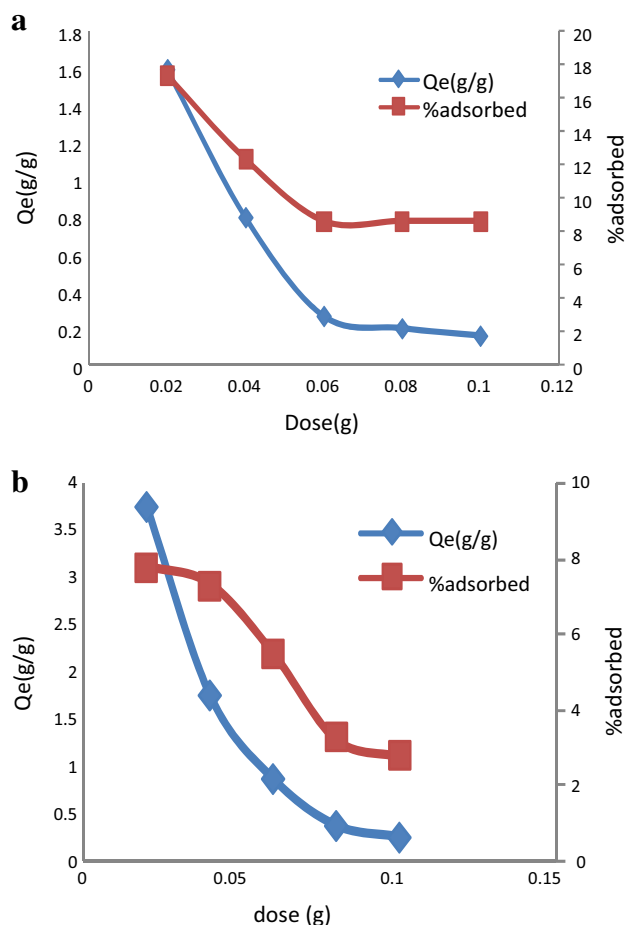 a
1.8
1.6
1.4
1.2
1
0.8
0.6
0.4
0.2
0
Qe(g/g)
20
18
16
14
12
10
8
6
4
2
0
%adsorbed
Qe(g/g)
%adsorbed
0 0.02 0.04 0.06 0.08 0.1 0.12
Dose(g)
b
4
3.5
3
2.5
2
1.5
1
0.5
0
Qe(g/g)
10
8
6
4
2
0
%adsorbed
Qe(g/g)
%adsorbed
0 0.05 0.1 0.15
dose (g)